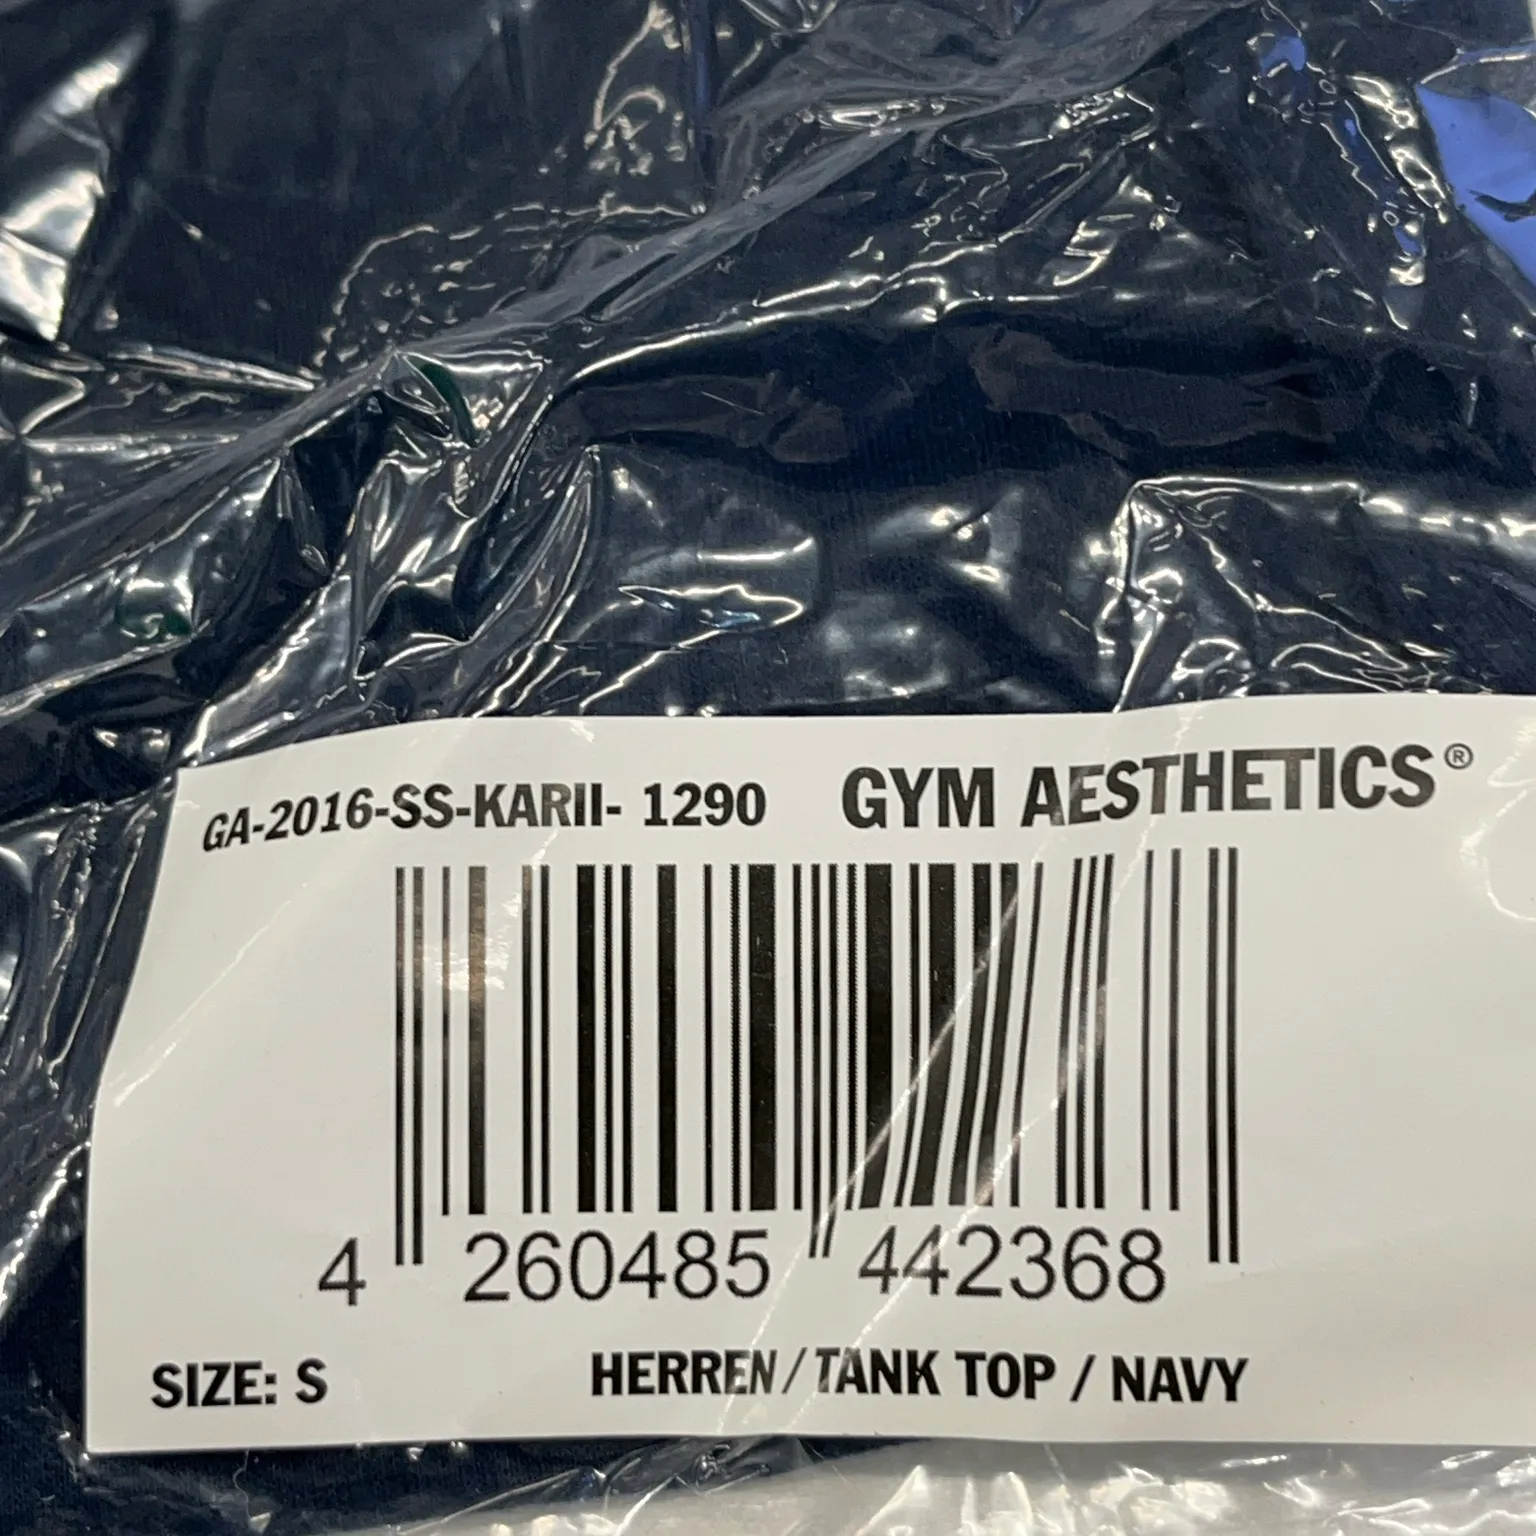 GA-2016-SS-KARII- 1290 GYM AESTHETICS®
4 260485 442368
SIZE: S HERREN/TANK TOP / NAVY